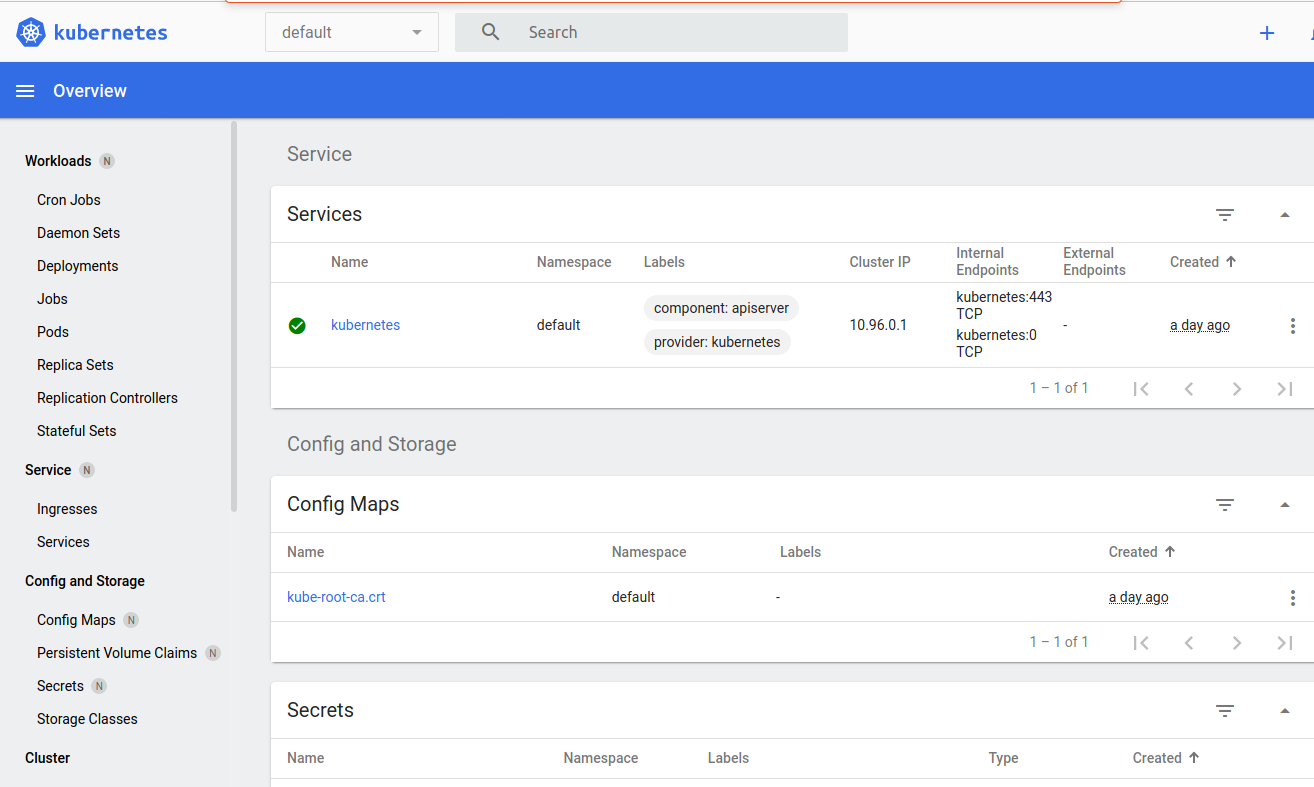 kubernetes
default
Search
Overview
Workloads N
Cron Jobs
Daemon Sets
Deployments
Jobs
Pods
Replica Sets
Replication Controllers
Stateful Sets
Service N
Ingresses
Services
Config and Storage
Config Maps N
Persistent Volume Claims N
Secrets N
Storage Classes
Cluster
Service
Services
Name Namespace Labels Cluster IP Internal Endpoints External Endpoints Created
kubernetes default component: apiserver provider: kubernetes 10.96.0.1 kubernetes:443 TCP kubernetes:0 TCP - a day ago
1 – 1 of 1
Config and Storage
Config Maps
Name Namespace Labels Created
kube-root-ca.crt default - a day ago
1 – 1 of 1
Secrets
Name Namespace Labels Type Created